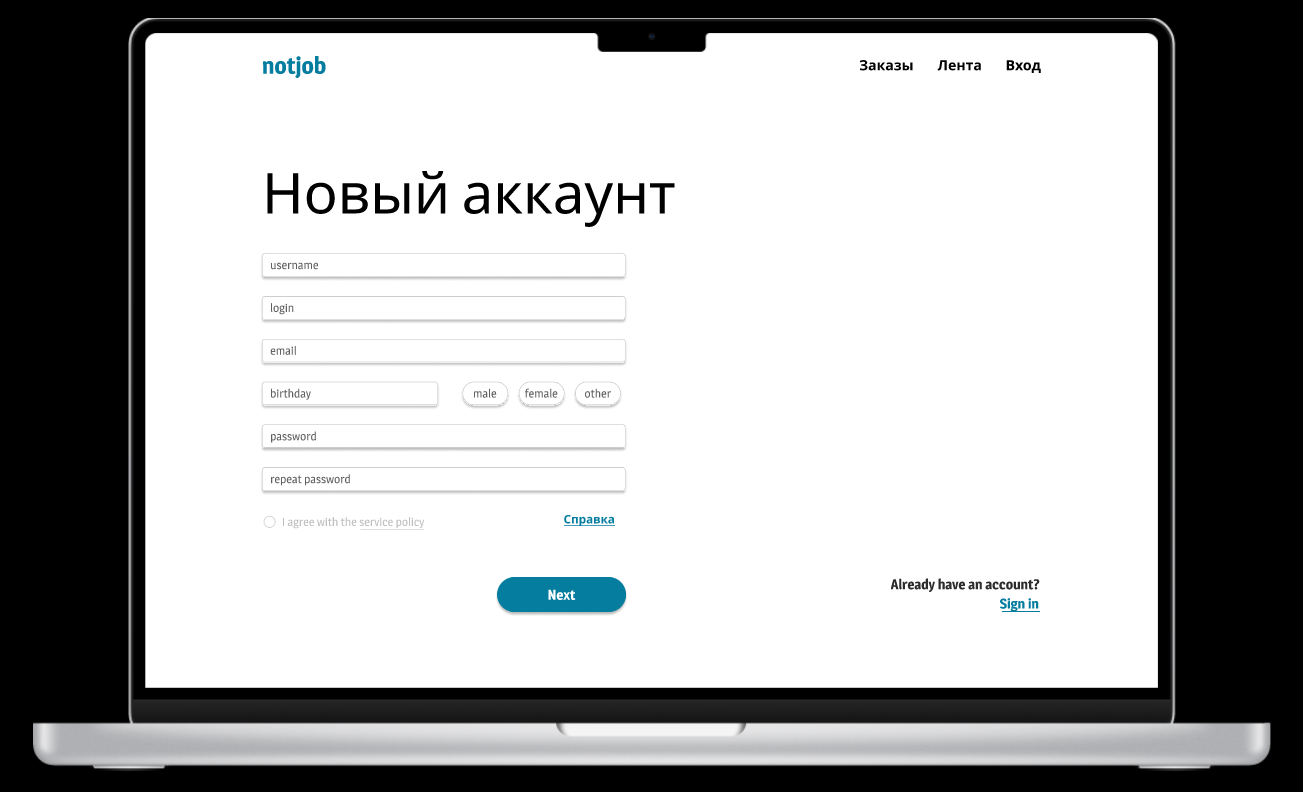 notjob
Заказы Лента Вход
Новый аккаунт
username
login
email
birthday male female other
password
repeat password
I agree with the service policy Справка
Next
Already have an account?
Sign in